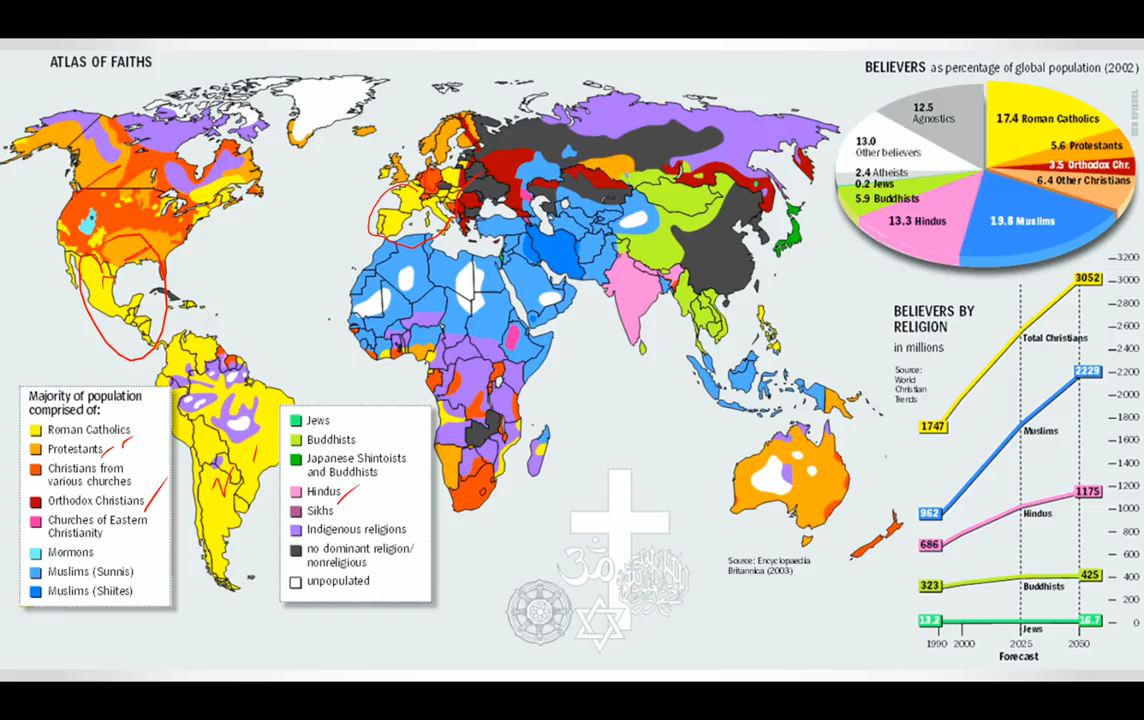 ATLAS OF FAITHS
BELIEVERS as percentage of global population (2002)
12.5
Agnostics
17.4 Roman Catholics
5.6 Protestants
3.5 Orthodox Chr.
6.4 Other Christians
13.0
Other believers
2.4 Atheists
0.2 Jews
5.9 Buddhists
13.3 Hindus
19.8 Muslims
DER SPIEGEL
Majority of population
comprised of:
Roman Catholics
Protestants
Christians from
various churches
Orthodox Christians
Churches of Eastern
Christianity
Mormons
Muslims (Sunnis)
Muslims (Shiites)
Jews
Buddhists
Japanese Shintoists
and Buddhists
Hindus
Sikhs
Indigenous religions
no dominant religion/
nonreligious
unpopulated
Source: Encyclopaedia
Britannica (2003)
BELIEVERS BY
RELIGION
in millions
Source:
World
Christian
Trends
3200
3000
2800
2600
2400
2200
2000
1800
1600
1400
1200
1000
800
600
400
200
0
3052
Total Christians
2229
1747
Muslims
1175
962
Hindus
686
425
323
Buddhists
13.2
16.7
Jews
1990 2000 2025 2050
Forecast
ॐ